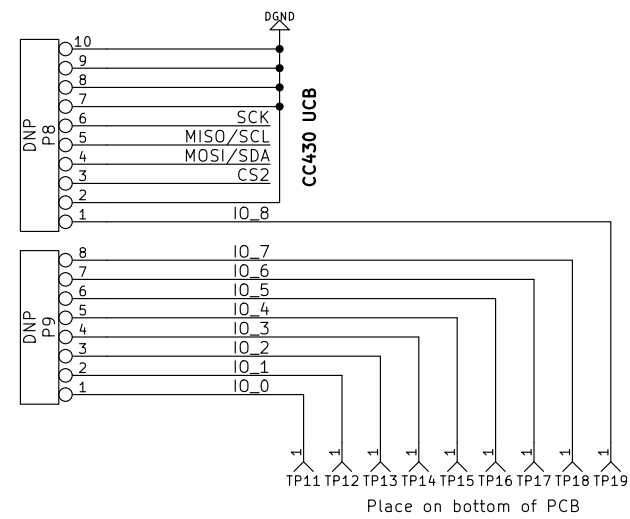 DGND
10
9
8
7
6 SCK
5 MISO/SCL
4 MOSI/SDA
3 CS2
2
1 IO_8
DNP
P8
CC430 UCB
8 IO_7
7 IO_6
6 IO_5
5 IO_4
4 IO_3
3 IO_2
2 IO_1
1 IO_0
DNP
P9
1 1 1 1 1 1 1 1 1
TP11 TP12 TP13 TP14 TP15 TP16 TP17 TP18 TP19
Place on bottom of PCB